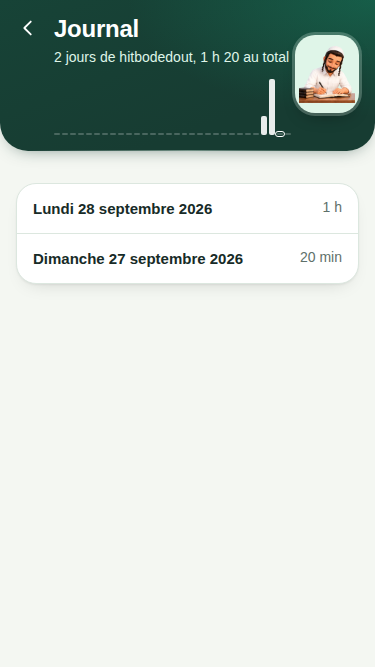 Journal
2 jours de hitbodedout, 1 h 20 au total
Lundi 28 septembre 2026 1 h
Dimanche 27 septembre 2026 20 min